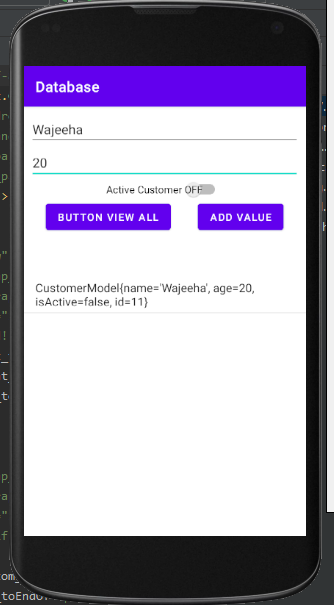 Database
Wajeeha
20
Active Customer OFF
BUTTON VIEW ALL
ADD VALUE
CustomerModel{name='Wajeeha', age=20,
isActive=false, id=11}